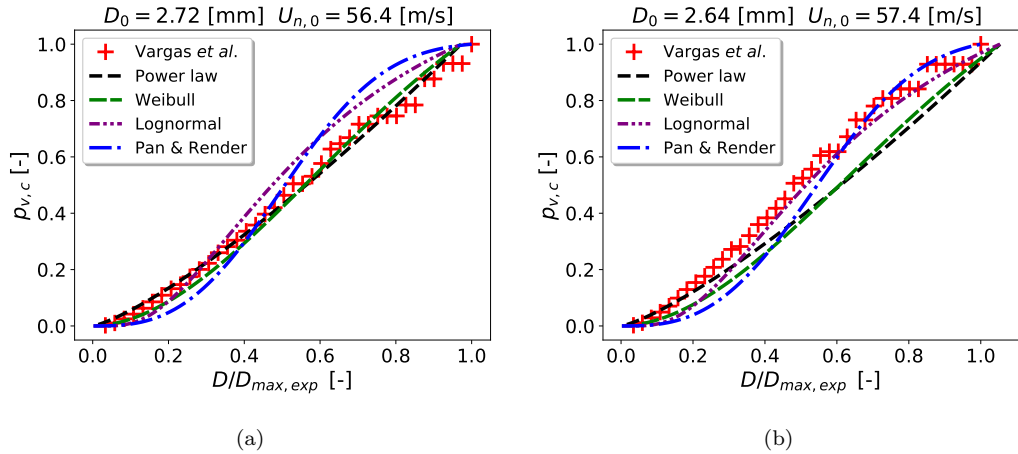 D₀ = 2.72 [mm] Uₙ,₀ = 56.4 [m/s]
1.0
0.8
0.6
0.4
0.2
0.0
p_{v,c} [-]
Vargas et al.
Power law
Weibull
Lognormal
Pan & Render
0.0 0.2 0.4 0.6 0.8 1.0
D/D_{max,exp} [-]
(a)
D₀ = 2.64 [mm] Uₙ,₀ = 57.4 [m/s]
1.0
0.8
0.6
0.4
0.2
0.0
p_{v,c} [-]
Vargas et al.
Power law
Weibull
Lognormal
Pan & Render
0.0 0.2 0.4 0.6 0.8 1.0
D/D_{max,exp} [-]
(b)